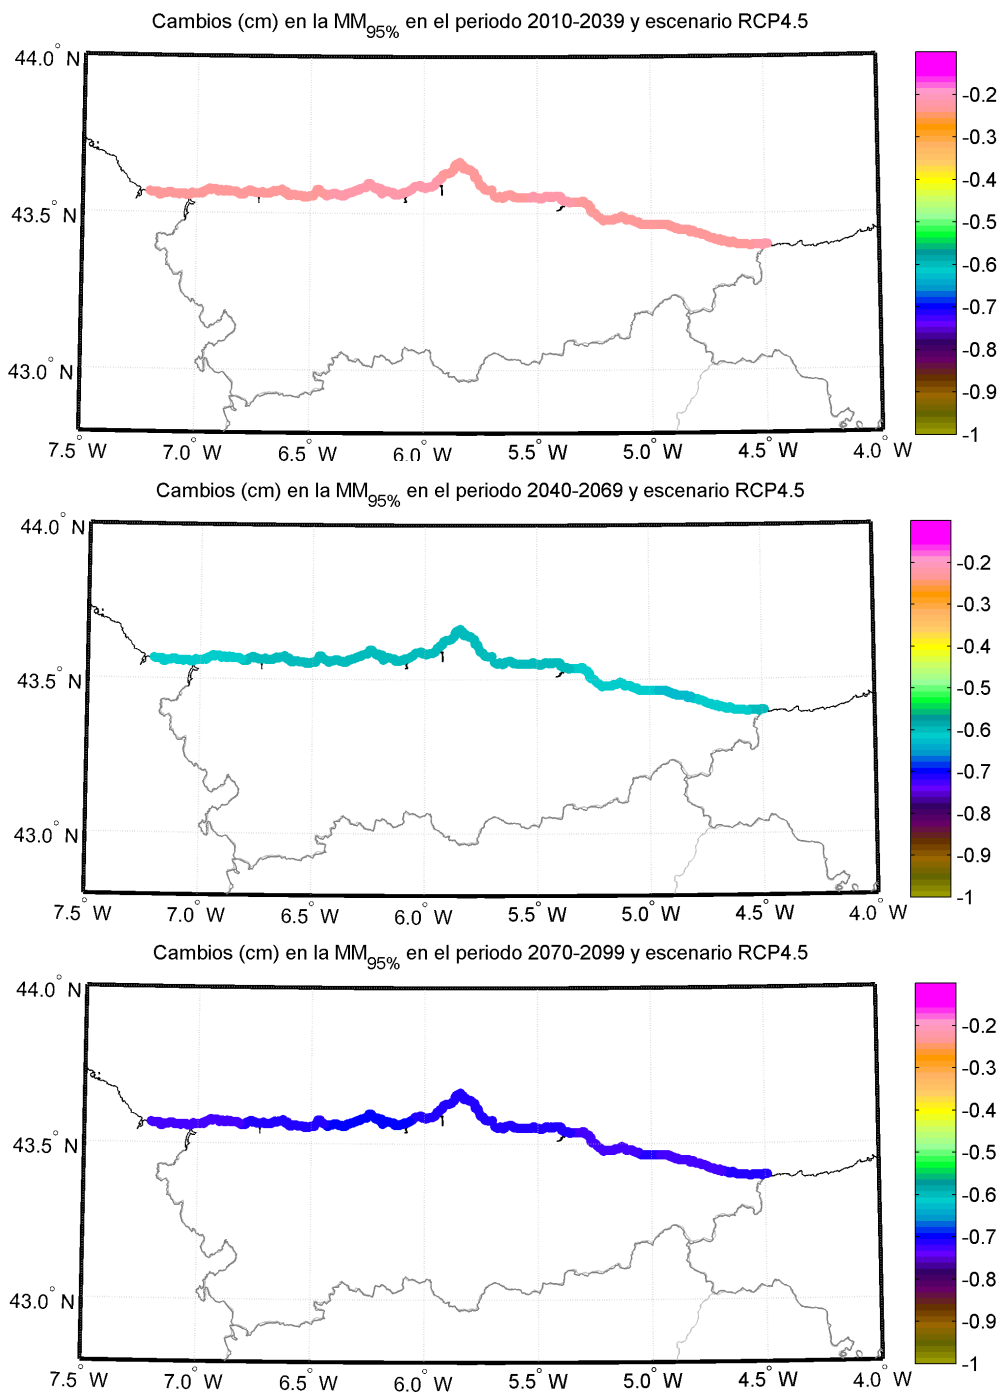 Cambios (cm) en la MM95% en el periodo 2010-2039 y escenario RCP4.5
44.0° N
43.5° N
43.0° N
7.5° W 7.0° W 6.5° W 6.0° W 5.5° W 5.0° W 4.5° W 4.0° W
-0.2
-0.3
-0.4
-0.5
-0.6
-0.7
-0.8
-0.9
-1
Cambios (cm) en la MM95% en el periodo 2040-2069 y escenario RCP4.5
44.0° N
43.5° N
43.0° N
7.5° W 7.0° W 6.5° W 6.0° W 5.5° W 5.0° W 4.5° W 4.0° W
-0.2
-0.3
-0.4
-0.5
-0.6
-0.7
-0.8
-0.9
-1
Cambios (cm) en la MM95% en el periodo 2070-2099 y escenario RCP4.5
44.0° N
43.5° N
43.0° N
7.5° W 7.0° W 6.5° W 6.0° W 5.5° W 5.0° W 4.5° W 4.0° W
-0.2
-0.3
-0.4
-0.5
-0.6
-0.7
-0.8
-0.9
-1